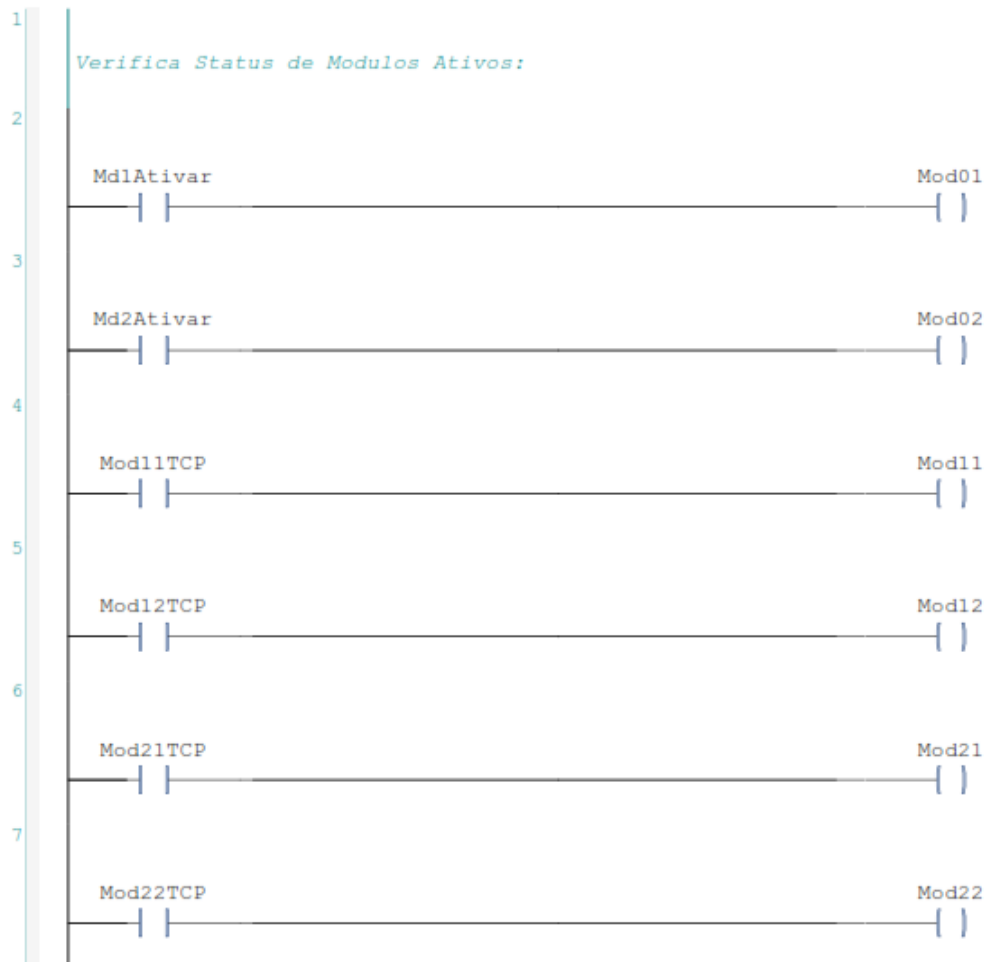 1
Verifica Status de Modulos Ativos:
2
Md1Ativar Mod01
3
Md2Ativar Mod02
4
Mod11TCP Mod11
5
Mod12TCP Mod12
6
Mod21TCP Mod21
7
Mod22TCP Mod22